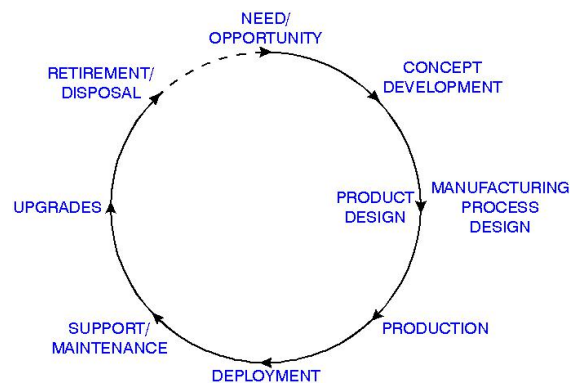 NEED/
OPPORTUNITY
CONCEPT
DEVELOPMENT
PRODUCT
DESIGN
MANUFACTURING
PROCESS
DESIGN
PRODUCTION
DEPLOYMENT
SUPPORT/
MAINTENANCE
UPGRADES
RETIREMENT/
DISPOSAL